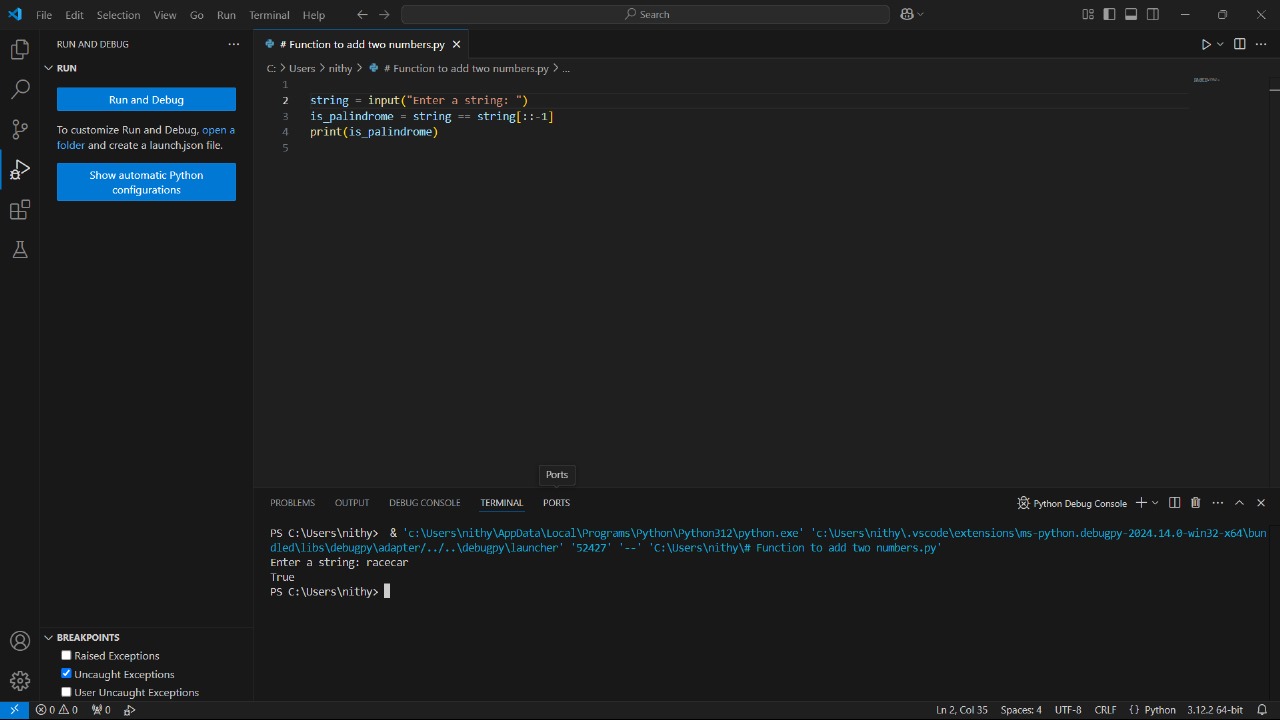 File Edit Selection View Go Run Terminal Help
Search
RUN AND DEBUG
# Function to add two numbers.py
RUN
C: > Users > nithy > # Function to add two numbers.py > ...
Run and Debug
To customize Run and Debug, open a
folder and create a launch.json file.
Show automatic Python
configurations
1
2 string = input("Enter a string: ")
3 is_palindrome = string == string[::-1]
4 print(is_palindrome)
5
Ports
PROBLEMS OUTPUT DEBUG CONSOLE TERMINAL PORTS
Python Debug Console
PS C:\Users\nithy> & 'c:\Users\nithy\AppData\Local\Programs\Python\Python312\python.exe' 'c:\Users\nithy\.vscode\extensions\ms-python.debugpy-2024.14.0-win32-x64\bun
dled\libs\debugpy\adapter/../..\debugpy\launcher' '52427' '--' 'C:\Users\nithy\# Function to add two numbers.py'
Enter a string: racecar
True
PS C:\Users\nithy>
BREAKPOINTS
Raised Exceptions
Uncaught Exceptions
User Uncaught Exceptions
0 0 0 Ln 2, Col 35 Spaces: 4 UTF-8 CRLF {} Python 3.12.2 64-bit